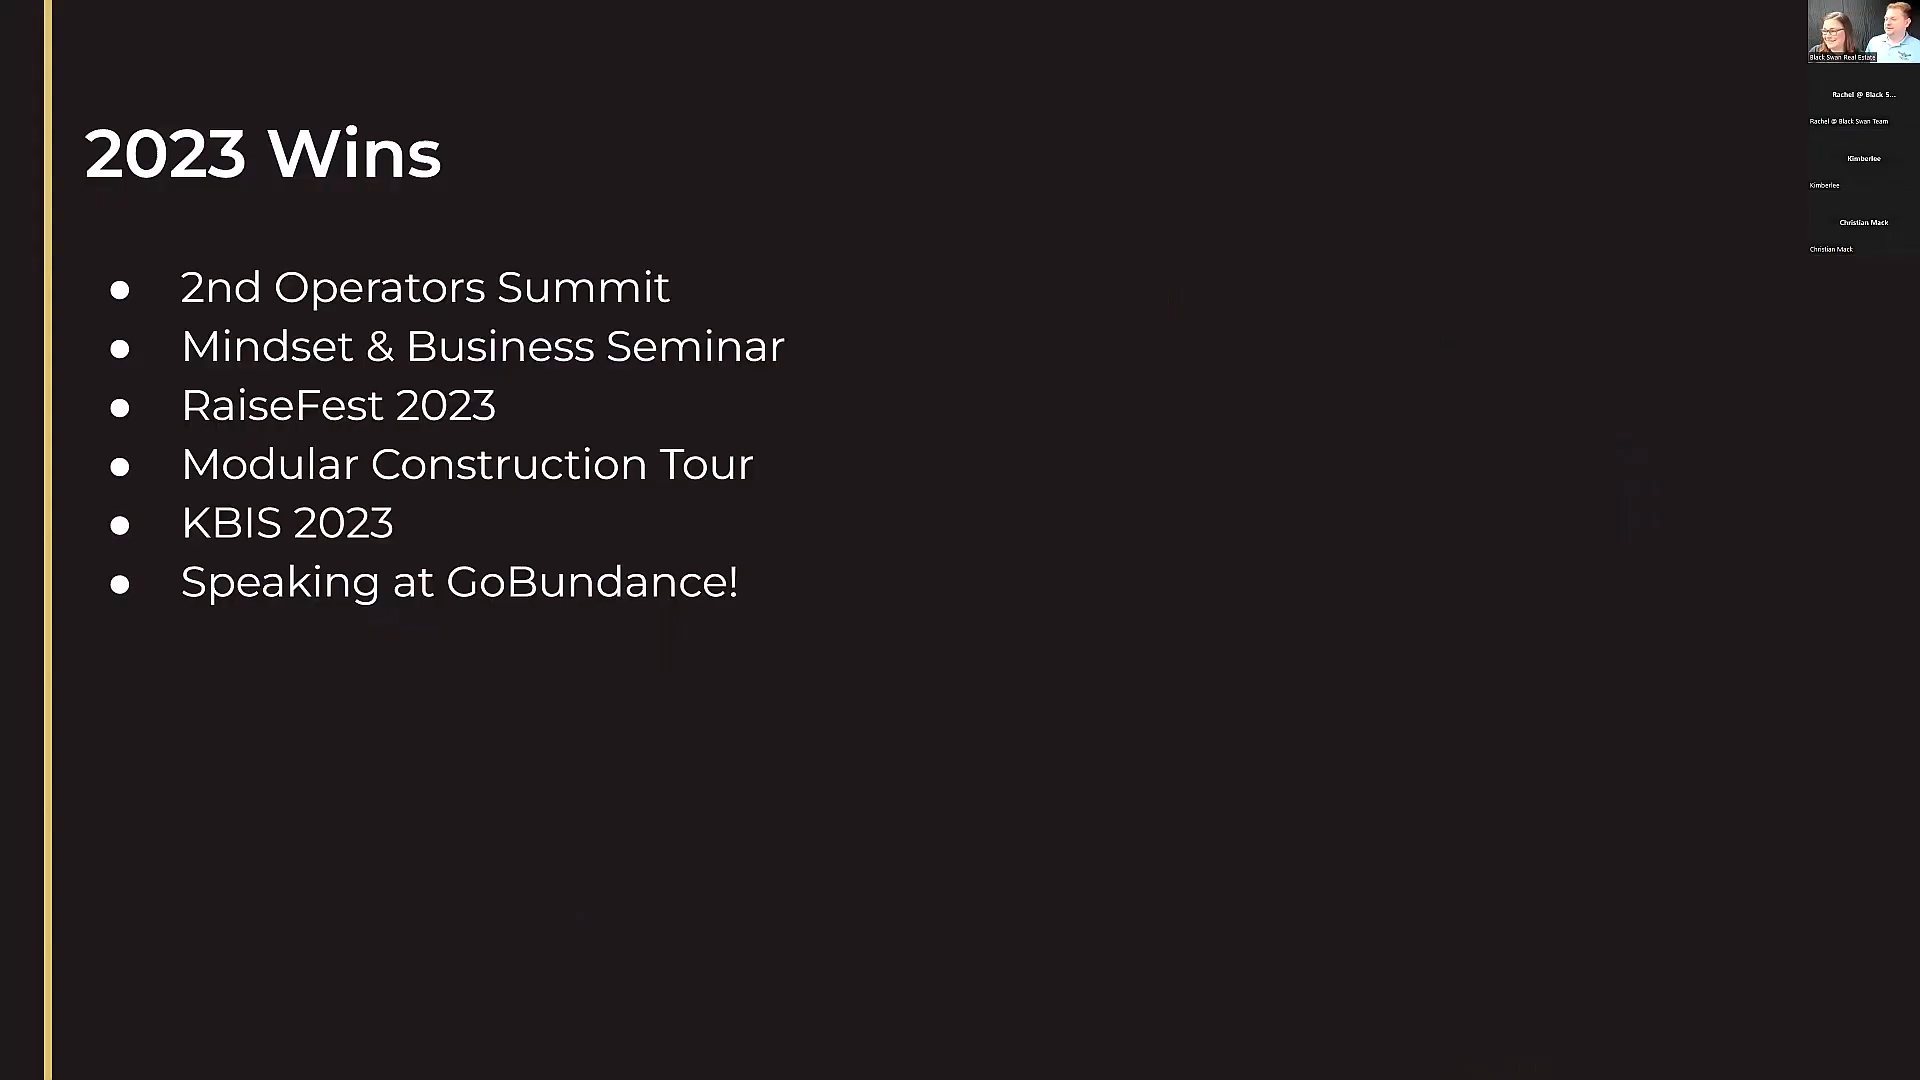 2023 Wins
● 2nd Operators Summit
● Mindset & Business Seminar
● RaiseFest 2023
● Modular Construction Tour
● KBIS 2023
● Speaking at GoBundance!
Black Swan Real Estate
Rachel @ Black S...
Rachel @ Black Swan Team
Kimberlee
Kimberlee
Christian Mack
Christian Mack